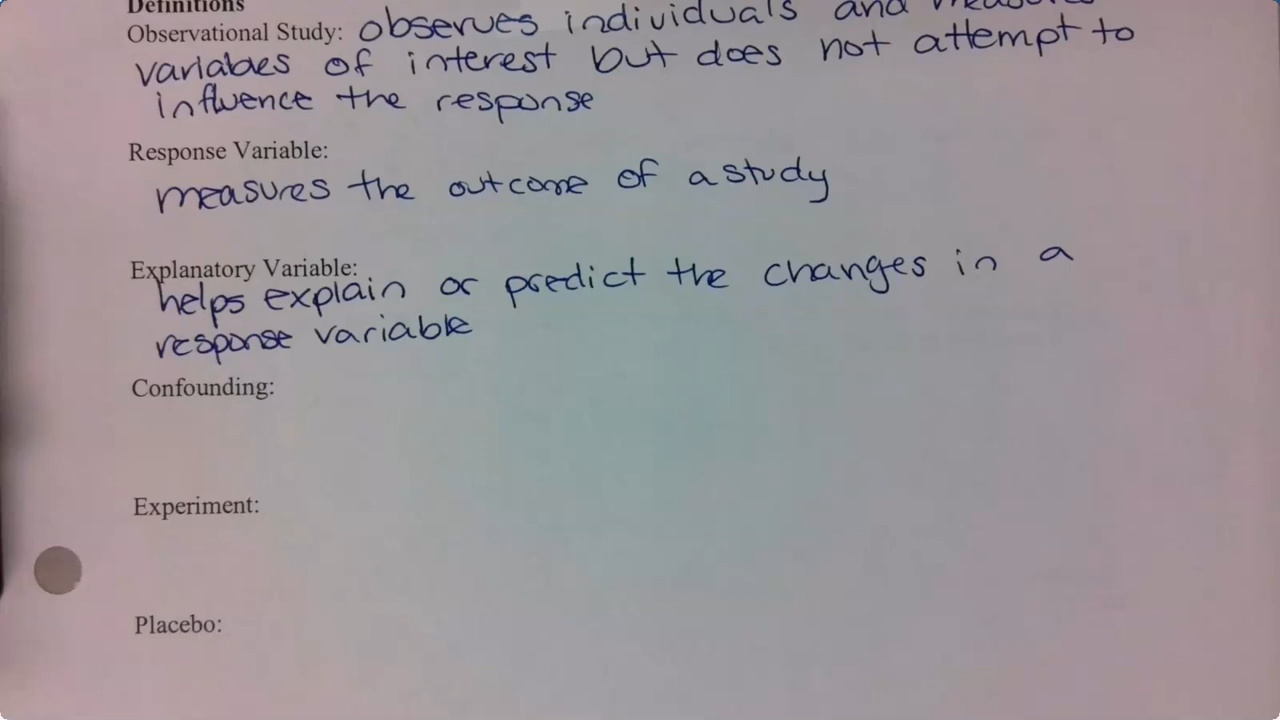 Definitions
Observational Study: observes individuals and
variabes of interest but does not attempt to
influence the response
Response Variable:
measures the outcome of a study
Explanatory Variable:
helps explain or predict the changes in a
response variable
Confounding:
Experiment:
Placebo: